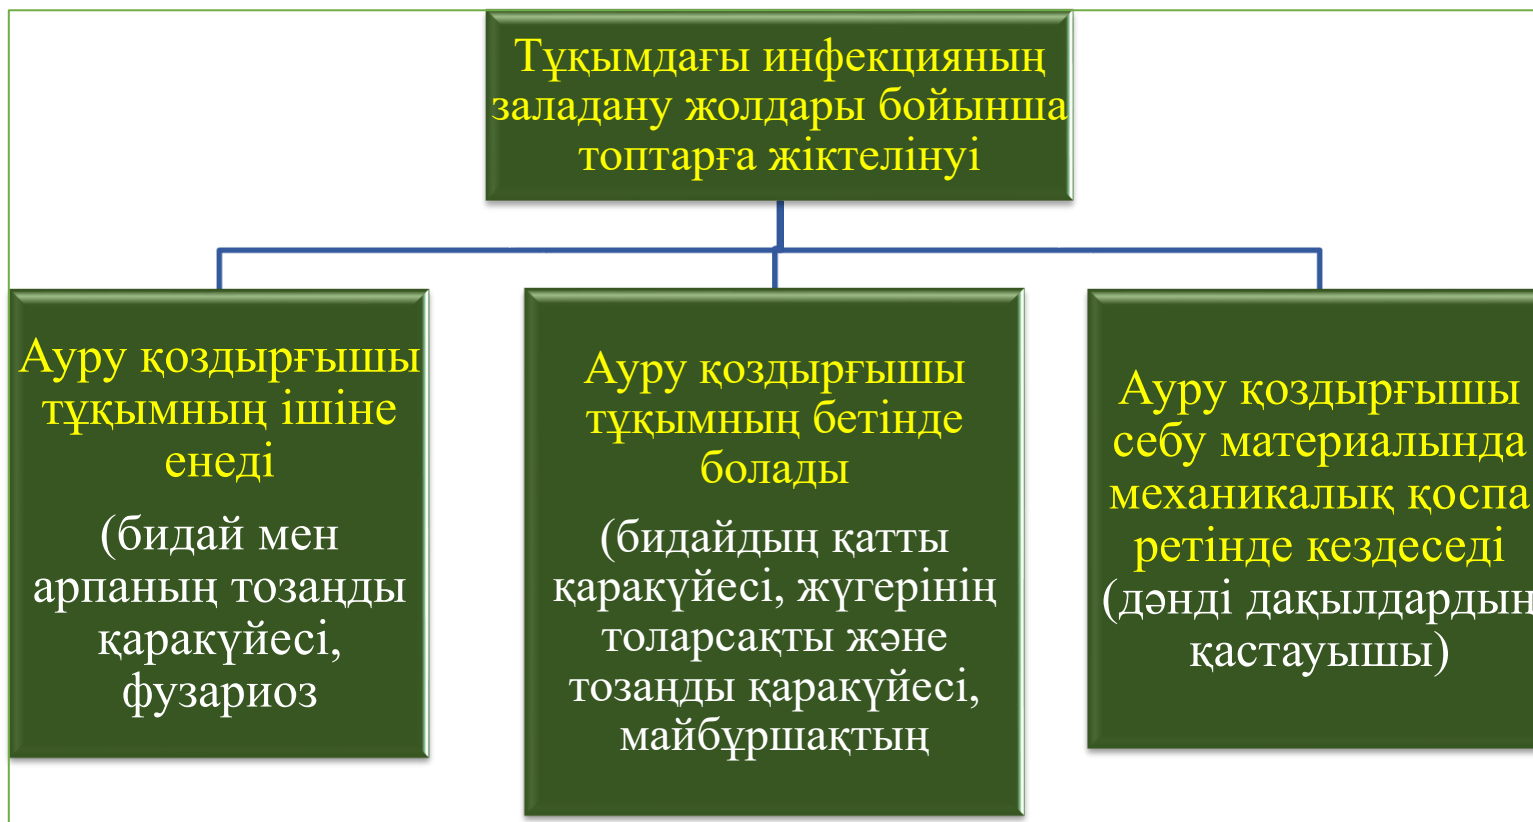 Тұқымдағы инфекцияның
заладану жолдары бойынша
топтарға жіктелінуі
Ауру қоздырғышы
тұқымның ішіне
енеді
(бидай мен
арпаның тозаңды
қаракүйесі,
фузариоз
Ауру қоздырғышы
тұқымның бетінде
болады
(бидайдың қатты
қаракүйесі, жүгерінің
толарсақты және
тозаңды қаракүйесі,
майбұршақтың
Ауру қоздырғышы
себу материалында
механикалық қоспа
ретінде кездеседі
(дәнді дақылдардың
қастауышы)